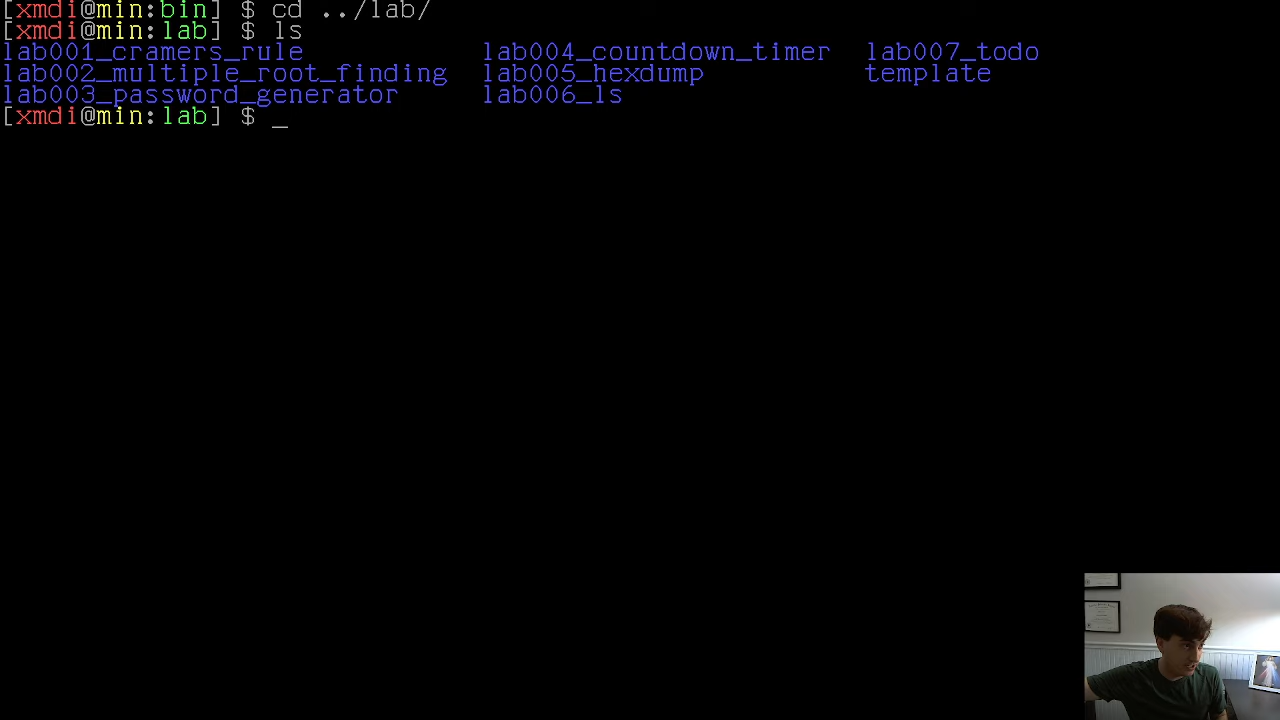 [xmdi@min:bin] $ cd ../lab/
[xmdi@min:lab] $ ls
lab001_cramers_rule lab004_countdown_timer lab007_todo
lab002_multiple_root_finding lab005_hexdump template
lab003_password_generator lab006_ls
[xmdi@min:lab] $ _